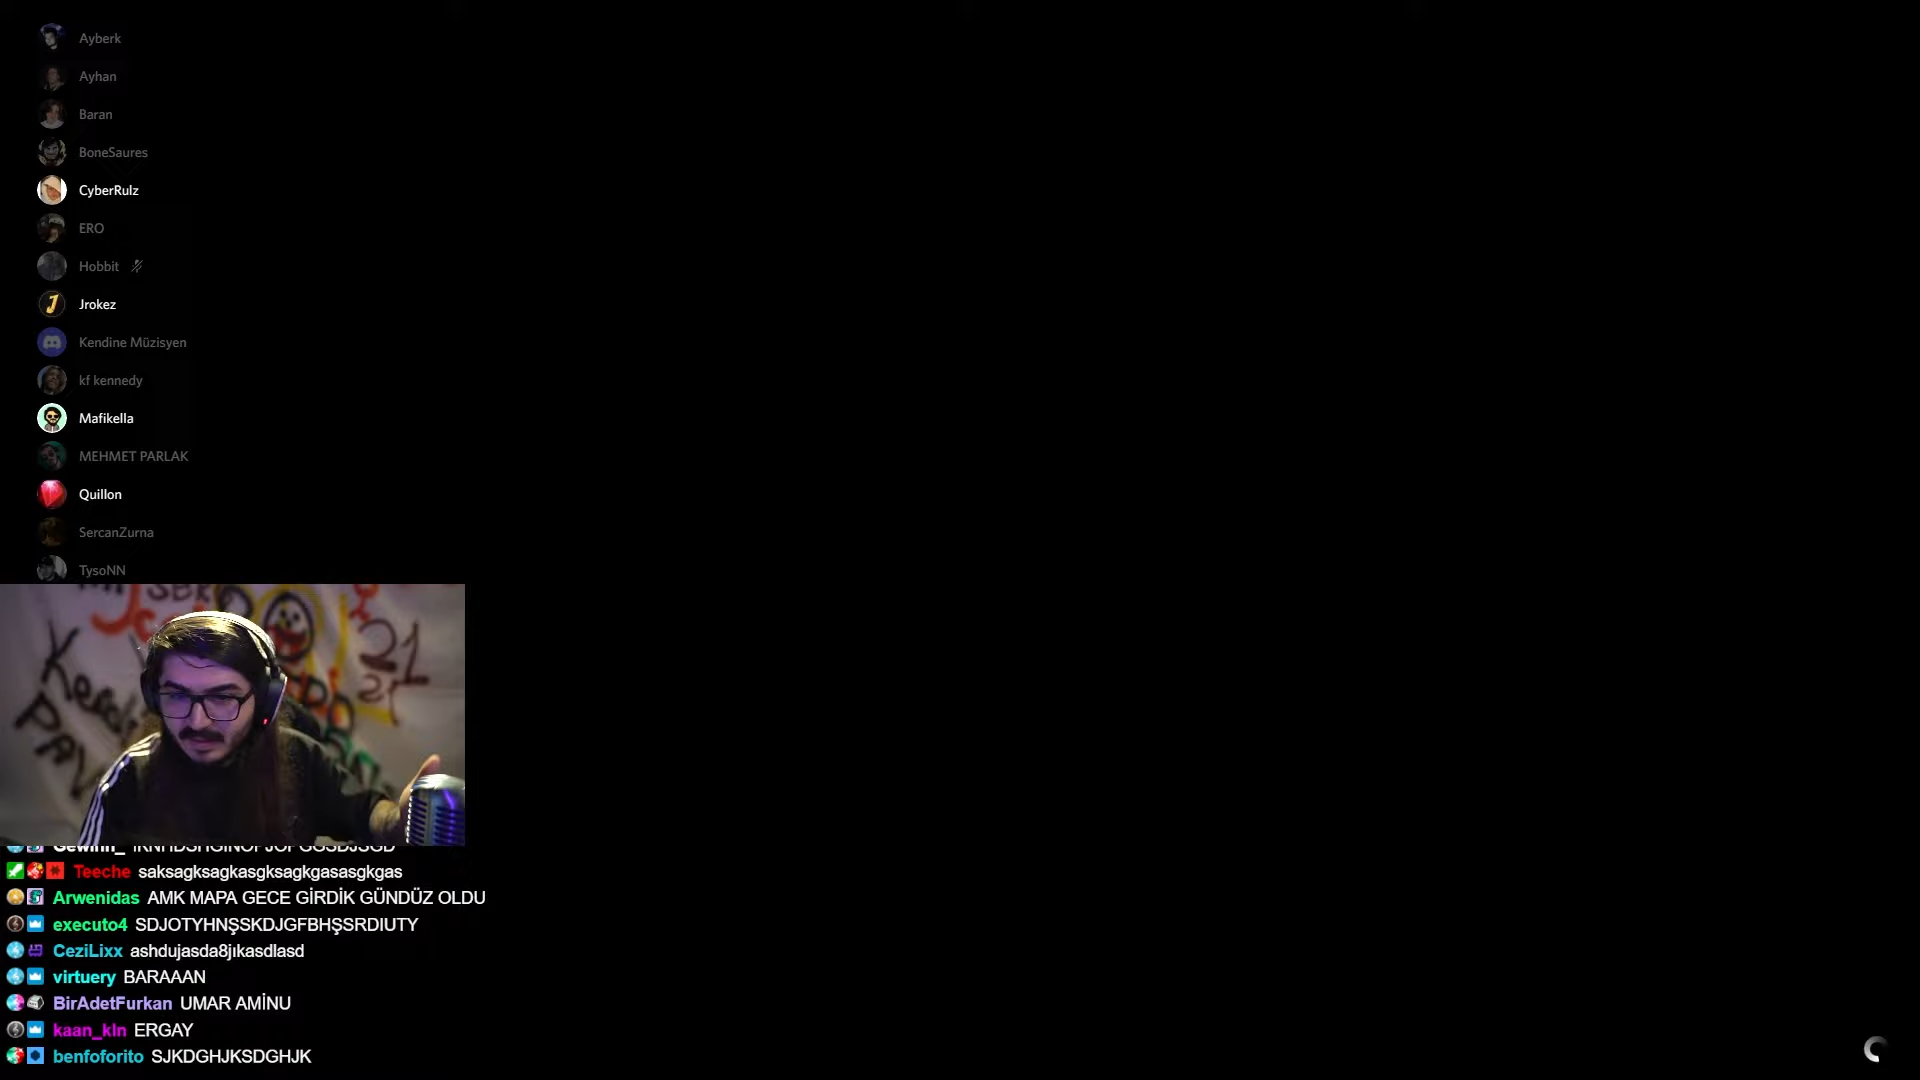 Ayberk
Ayhan
Baran
BoneSaures
CyberRulz
ERO
Hobbit
Jrokez
Kendine Müzisyen
kf kennedy
Mafikella
MEHMET PARLAK
Quillon
SercanZurna
TysoNN
21
Gewinn_
Teeche saksagksagkasgksagkgasasgkgas
Arwenidas AMK MAPA GECE GİRDİK GÜNDÜZ OLDU
executo4 SDJOTYHNŞSKDJGFBHŞSRDIUTY
CeziLixx ashdujasda8jıkasdlasd
virtuery BARAAAN
BirAdetFurkan UMAR AMİNU
kaan_kln ERGAY
benfoforito SJKDGHJKSDGHJK